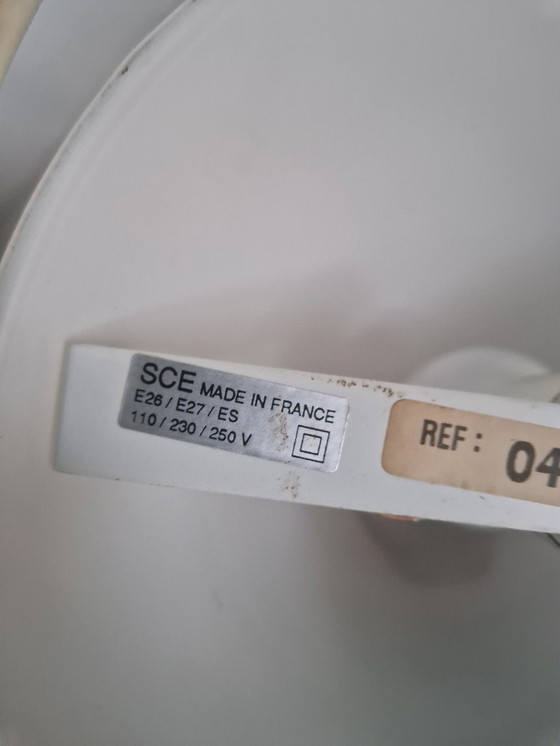 SCE MADE IN FRANCE
E26 / E27 / ES
110 / 230 / 250 V
REF: 04